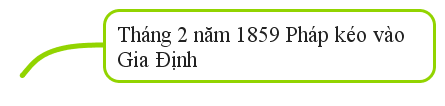 Tháng 2 năm 1859 Pháp kéo vào
Gia Định